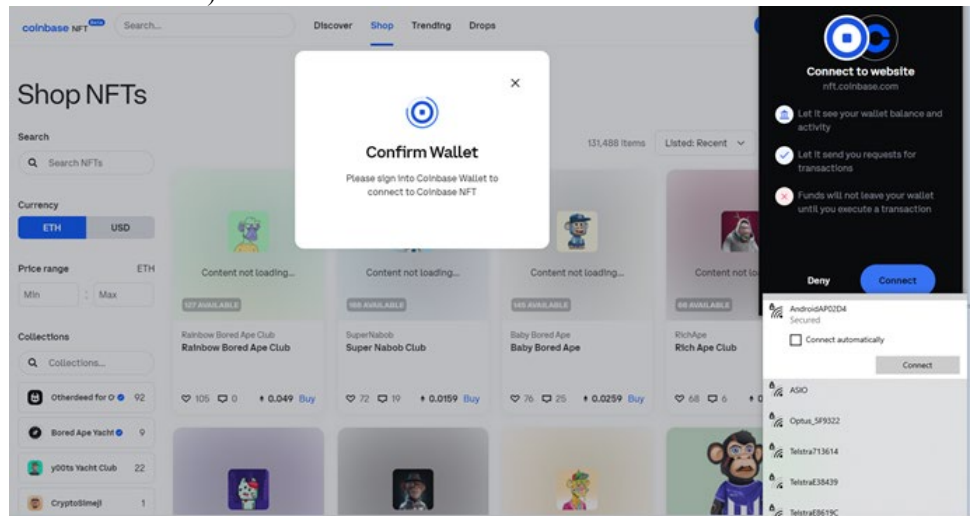 coinbase NFT Beta
Search...
Discover Shop Trending Drops
Shop NFTs
Search
Search NFTs
Currency
ETH USD
Price range ETH
Min : Max
Collections
Collections...
Otherdeed for O 92
Bored Ape Yacht 9
y00ts Yacht Club 22
CryptoSimeji 1
131,488 items
Listed: Recent
Confirm Wallet
Please sign into Coinbase Wallet to
connect to Coinbase NFT
Content not loading...
127 AVAILABLE
Rainbow Bored Ape Club
Rainbow Bored Ape Club
105 0 0.049 Buy
Content not loading...
168 AVAILABLE
SuperNabob
Super Nabob Club
72 19 0.0159 Buy
Content not loading...
145 AVAILABLE
Baby Bored Ape
Baby Bored Ape
76 25 0.0259 Buy
Content not lo
68 AVAILABLE
RichApe
Rich Ape Club
68 6 0
Connect to website
nft.coinbase.com
Let it see your wallet balance and
activity
Let it send you requests for
transactions
Funds will not leave your wallet
until you execute a transaction
Deny Connect
AndroidAP02D4
Secured
Connect automatically
Connect
ASIO
Optus_5F9322
Telstra713614
TelstraE38439
TelstraE8619C